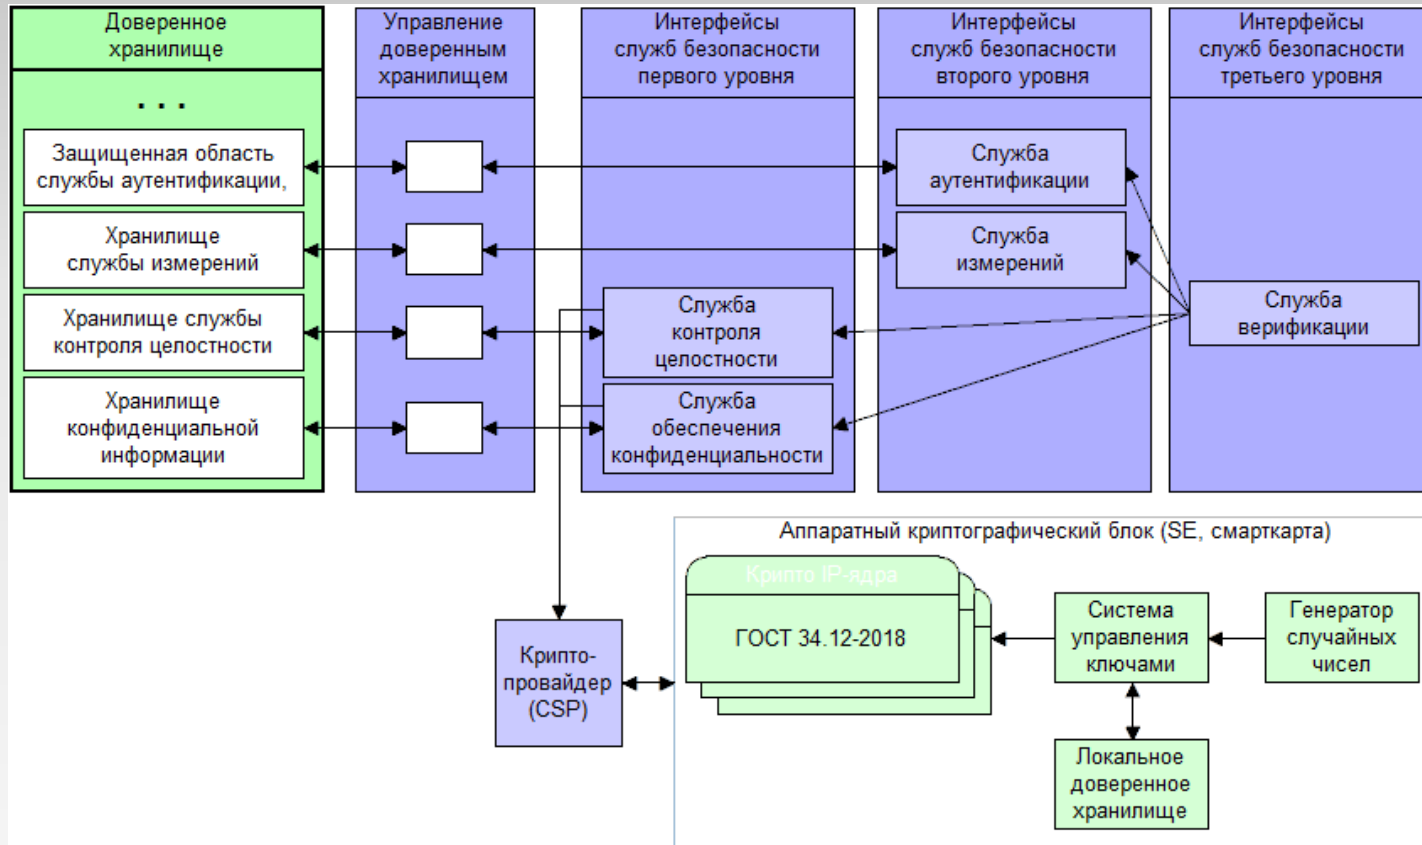 Доверенное
хранилище
. . .
Защищенная область
службы аутентификации,
Хранилище
службы измерений
Хранилище службы
контроля целостности
Хранилище
конфиденциальной
информации
Управление
доверенным
хранилищем
Интерфейсы
служб безопасности
первого уровня
Служба
контроля
целостности
Служба
обеспечения
конфиденциальности
Интерфейсы
служб безопасности
второго уровня
Служба
аутентификации
Служба
измерений
Интерфейсы
служб безопасности
третьего уровня
Служба
верификации
Крипто-
провайдер
(CSP)
Аппаратный криптографический блок (SE, смарткарта)
Крипто IP-ядра
ГОСТ 34.12-2018
Система
управления
ключами
Генератор
случайных
чисел
Локальное
доверенное
хранилище